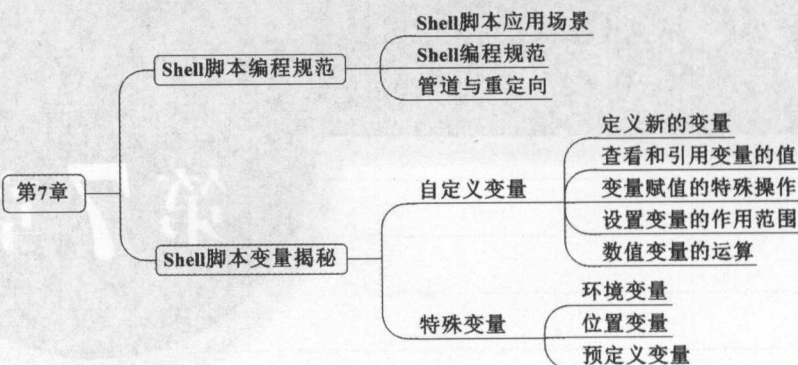 第7章
Shell脚本编程规范
Shell脚本应用场景
Shell编程规范
管道与重定向
Shell脚本变量揭秘
自定义变量
定义新的变量
查看和引用变量的值
变量赋值的特殊操作
设置变量的作用范围
数值变量的运算
特殊变量
环境变量
位置变量
预定义变量